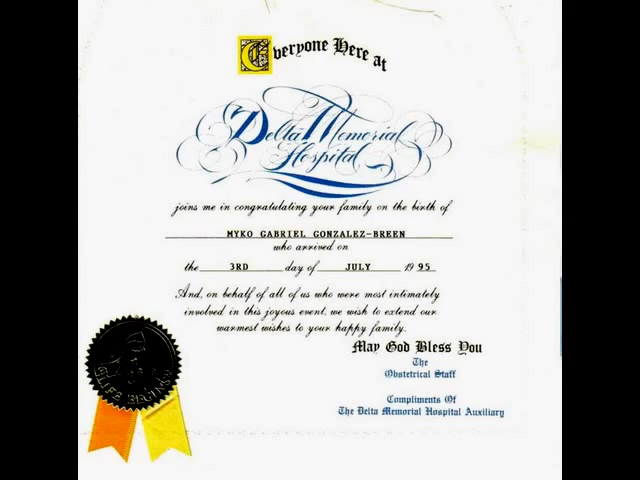 Everyone Here at
Delta Memorial
Hospital
joins me in congratulating your family on the birth of
MYKO GABRIEL GONZALEZ-BREEN
who arrived on
the 3RD day of JULY 1995
And, on behalf of all of us who were most intimately
involved in this joyous event, we wish to extend our
warmest wishes to your happy family.
May God Bless You
The
Obstetrical Staff
Compliments Of
The Delta Memorial Hospital Auxiliary
LIFE BEGINS